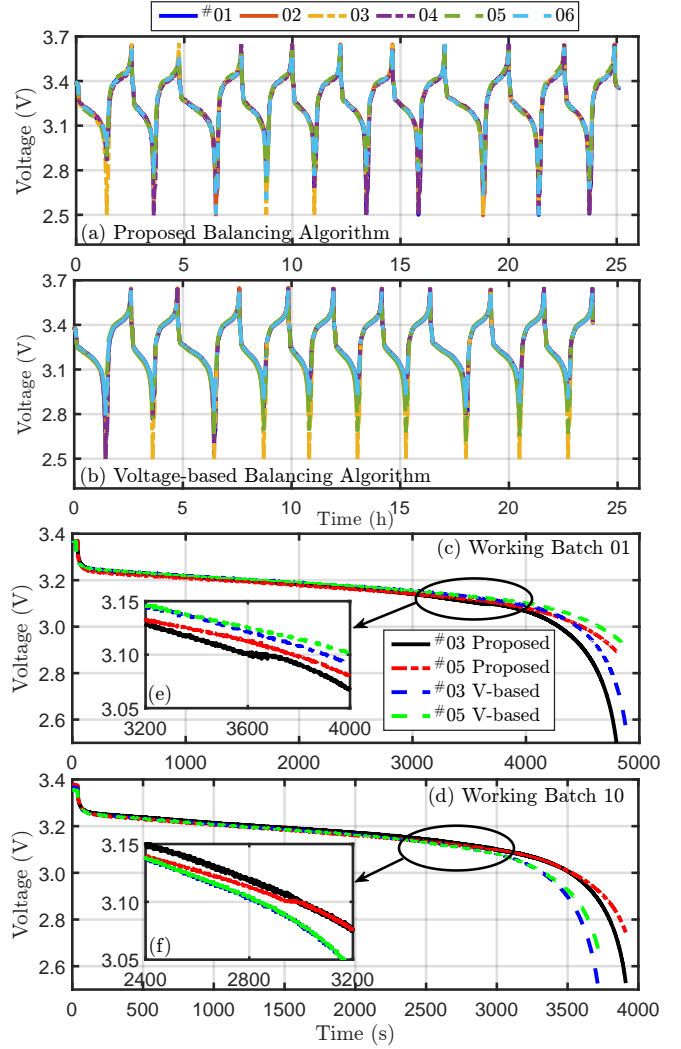 #01 02 03 04 05 06
3.7
3.4
3.1
2.8
2.5
Voltage (V)
(a) Proposed Balancing Algorithm
0 5 10 15 20 25
3.7
3.4
3.1
2.8
2.5
Voltage (V)
(b) Voltage-based Balancing Algorithm
0 5 10 15 20 25
Time (h)
3.4
3.2
3.0
2.8
2.6
Voltage (V)
(c) Working Batch 01
3.15
3.10
3.05
(e)
3200 3600 4000
#03 Proposed
#05 Proposed
#03 V-based
#05 V-based
0 1000 2000 3000 4000 5000
3.4
3.2
3.0
2.8
2.6
Voltage (V)
(d) Working Batch 10
3.15
3.05
(f)
2400 2800 3200
0 500 1000 1500 2000 2500 3000 3500 4000
Time (s)